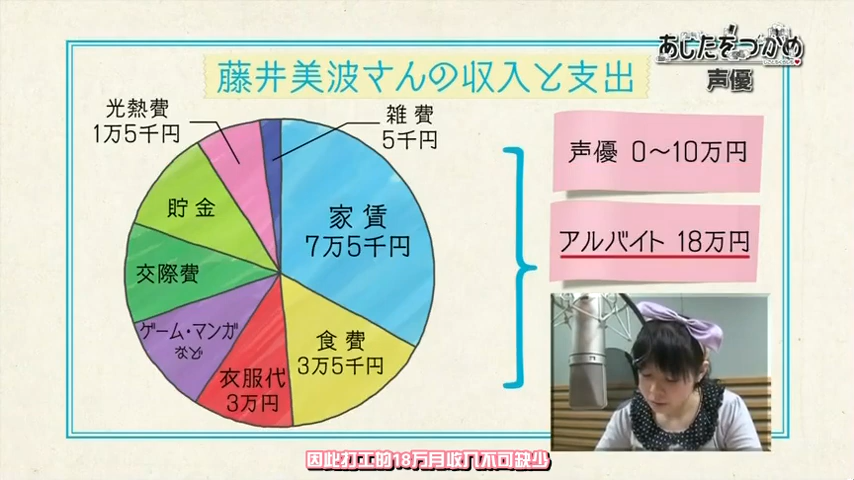 あしたをつかめ
声優
藤井美波さんの収入と支出
光熱費
1万5千円
雑費
5千円
家賃
7万5千円
貯金
交際費
ゲーム・マンガ
など
衣服代
3万円
食費
3万5千円
声優 0～10万円
アルバイト 18万円
因此打工的18万月收入不可缺少